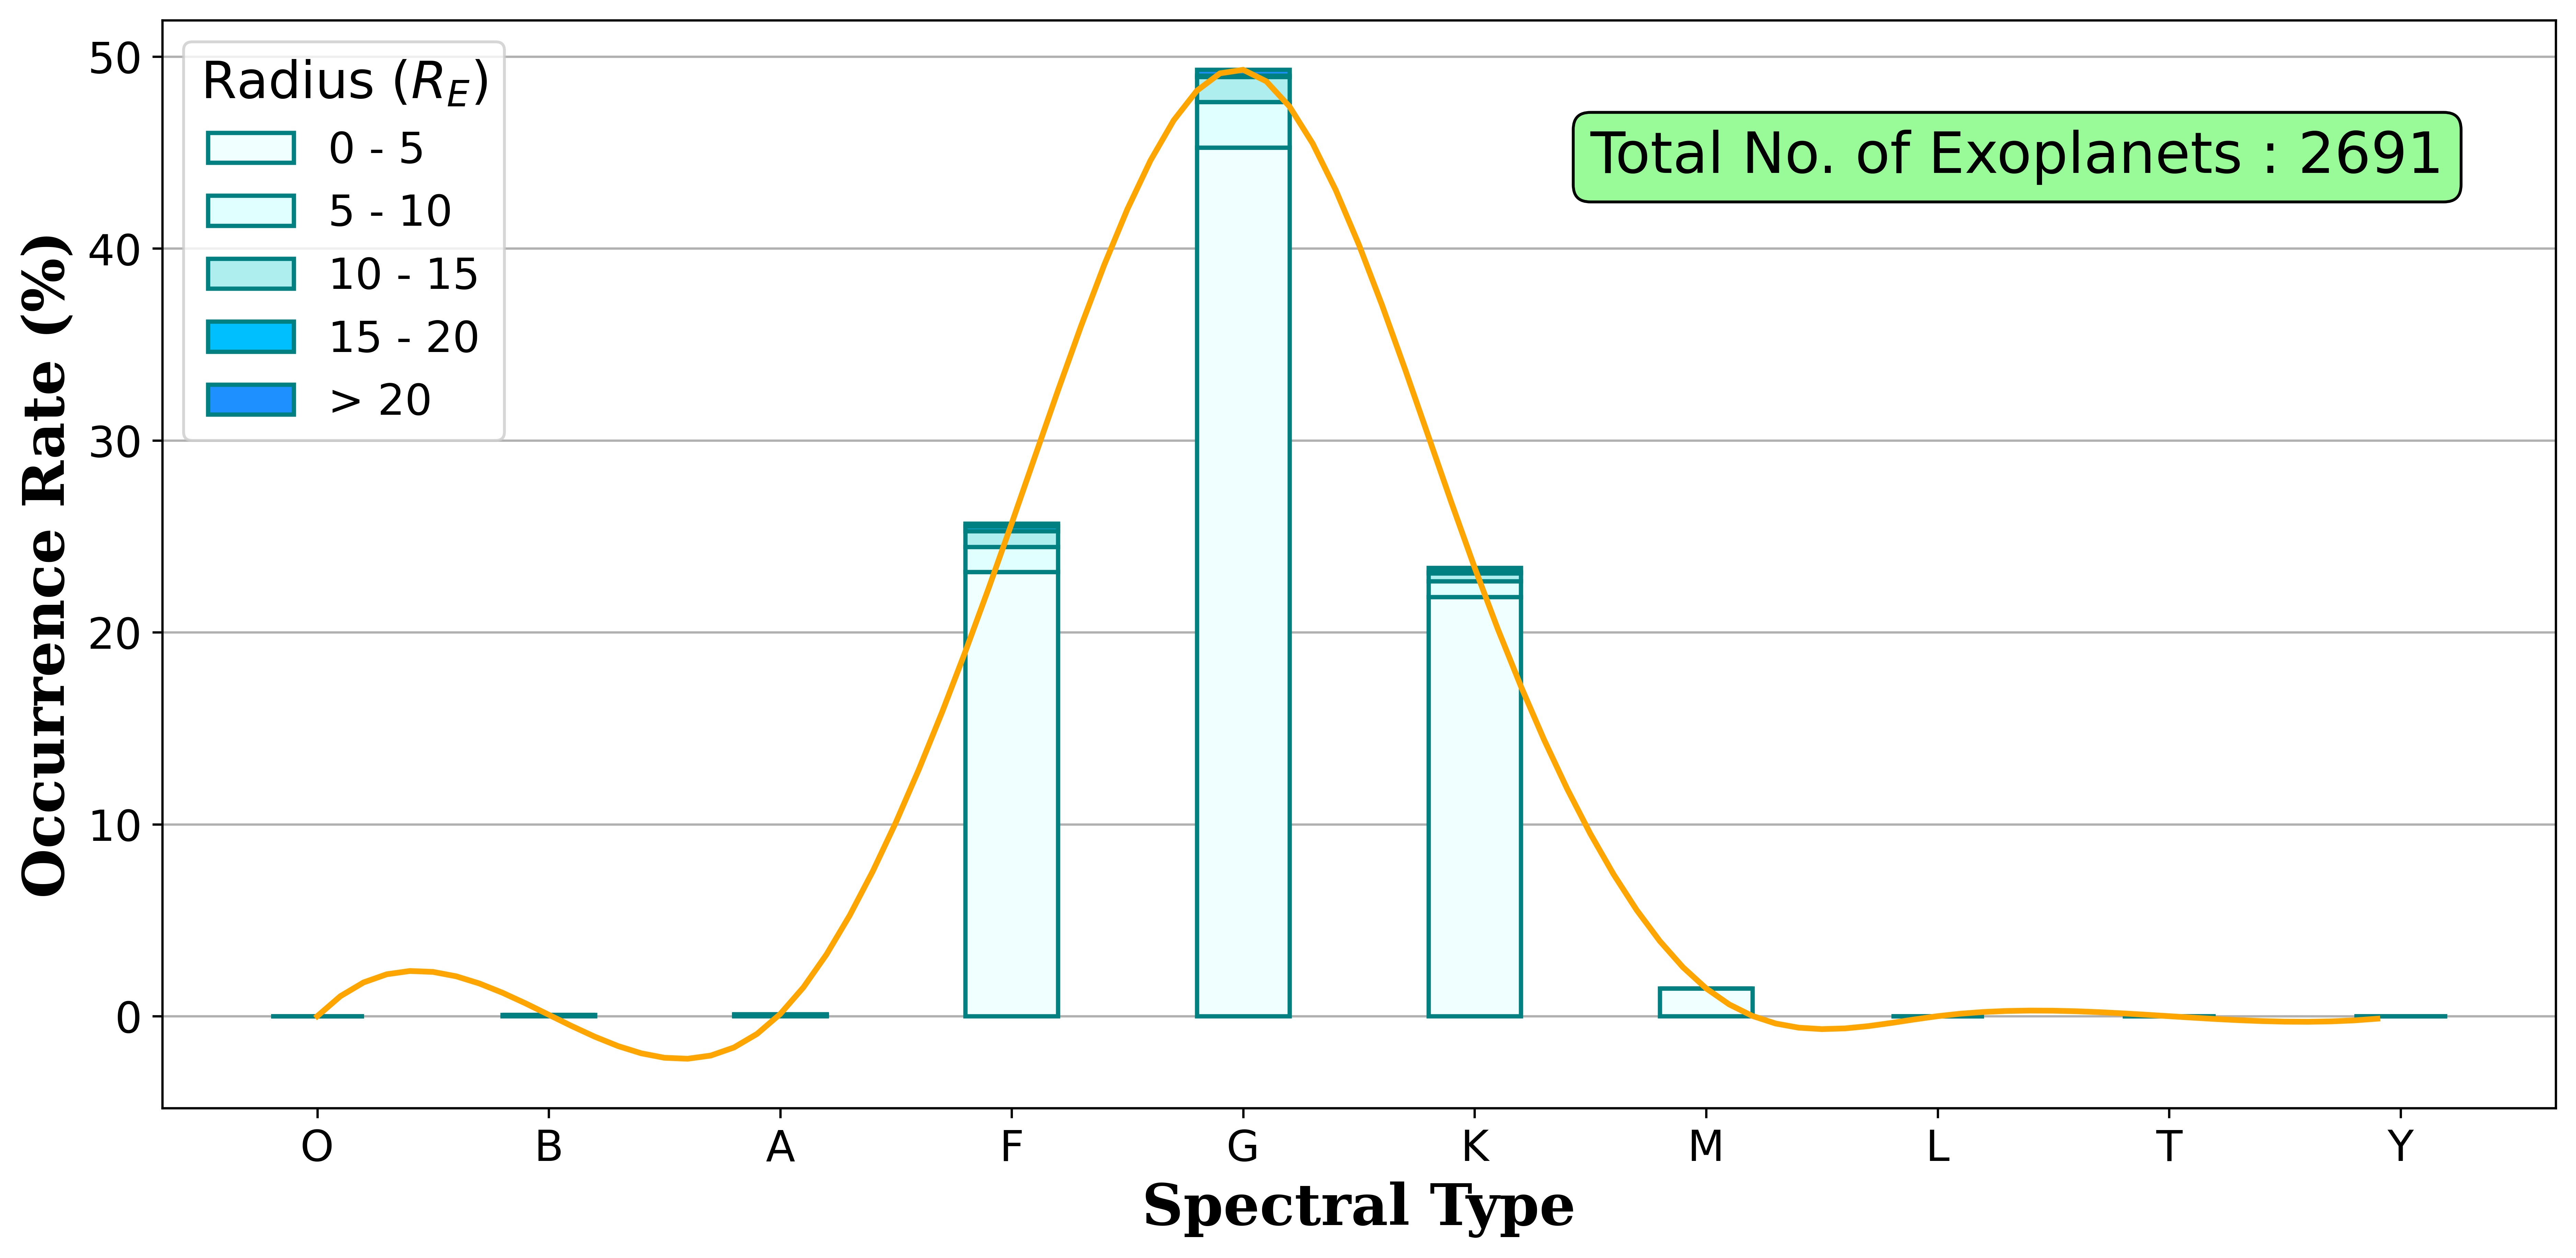 Radius (R_E)
0 - 5
5 - 10
10 - 15
15 - 20
> 20
Total No. of Exoplanets : 2691
Occurrence Rate (%)
50
40
30
20
10
0
O B A F G K M L T Y
Spectral Type